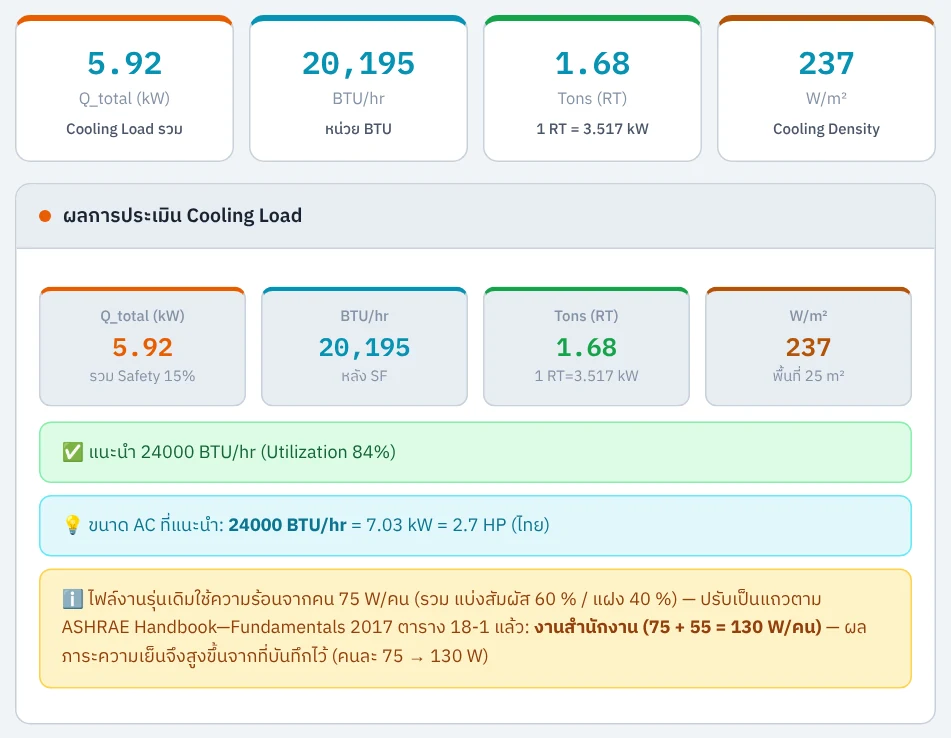 5.92
Q_total (kW)
Cooling Load รวม
20,195
BTU/hr
หน่วย BTU
1.68
Tons (RT)
1 RT = 3.517 kW
237
W/m²
Cooling Density
ผลการประเมิน Cooling Load
Q_total (kW)
5.92
รวม Safety 15%
BTU/hr
20,195
หลัง SF
Tons (RT)
1.68
1 RT=3.517 kW
W/m²
237
พื้นที่ 25 m²
✅ แนะนำ 24000 BTU/hr (Utilization 84%)
💡 ขนาด AC ที่แนะนำ: 24000 BTU/hr = 7.03 kW = 2.7 HP (ไทย)
ℹ️ ไฟล์งานรุ่นเดิมใช้ความร้อนจากคน 75 W/คน (รวม แบ่งสัมผัส 60 % / แฝง 40 %) — ปรับเป็นแถวตาม
ASHRAE Handbook—Fundamentals 2017 ตาราง 18-1 แล้ว: งานสำนักงาน (75 + 55 = 130 W/คน) — ผล
ภาระความเย็นจึงสูงขึ้นจากที่บันทึกไว้ (คนละ 75 → 130 W)